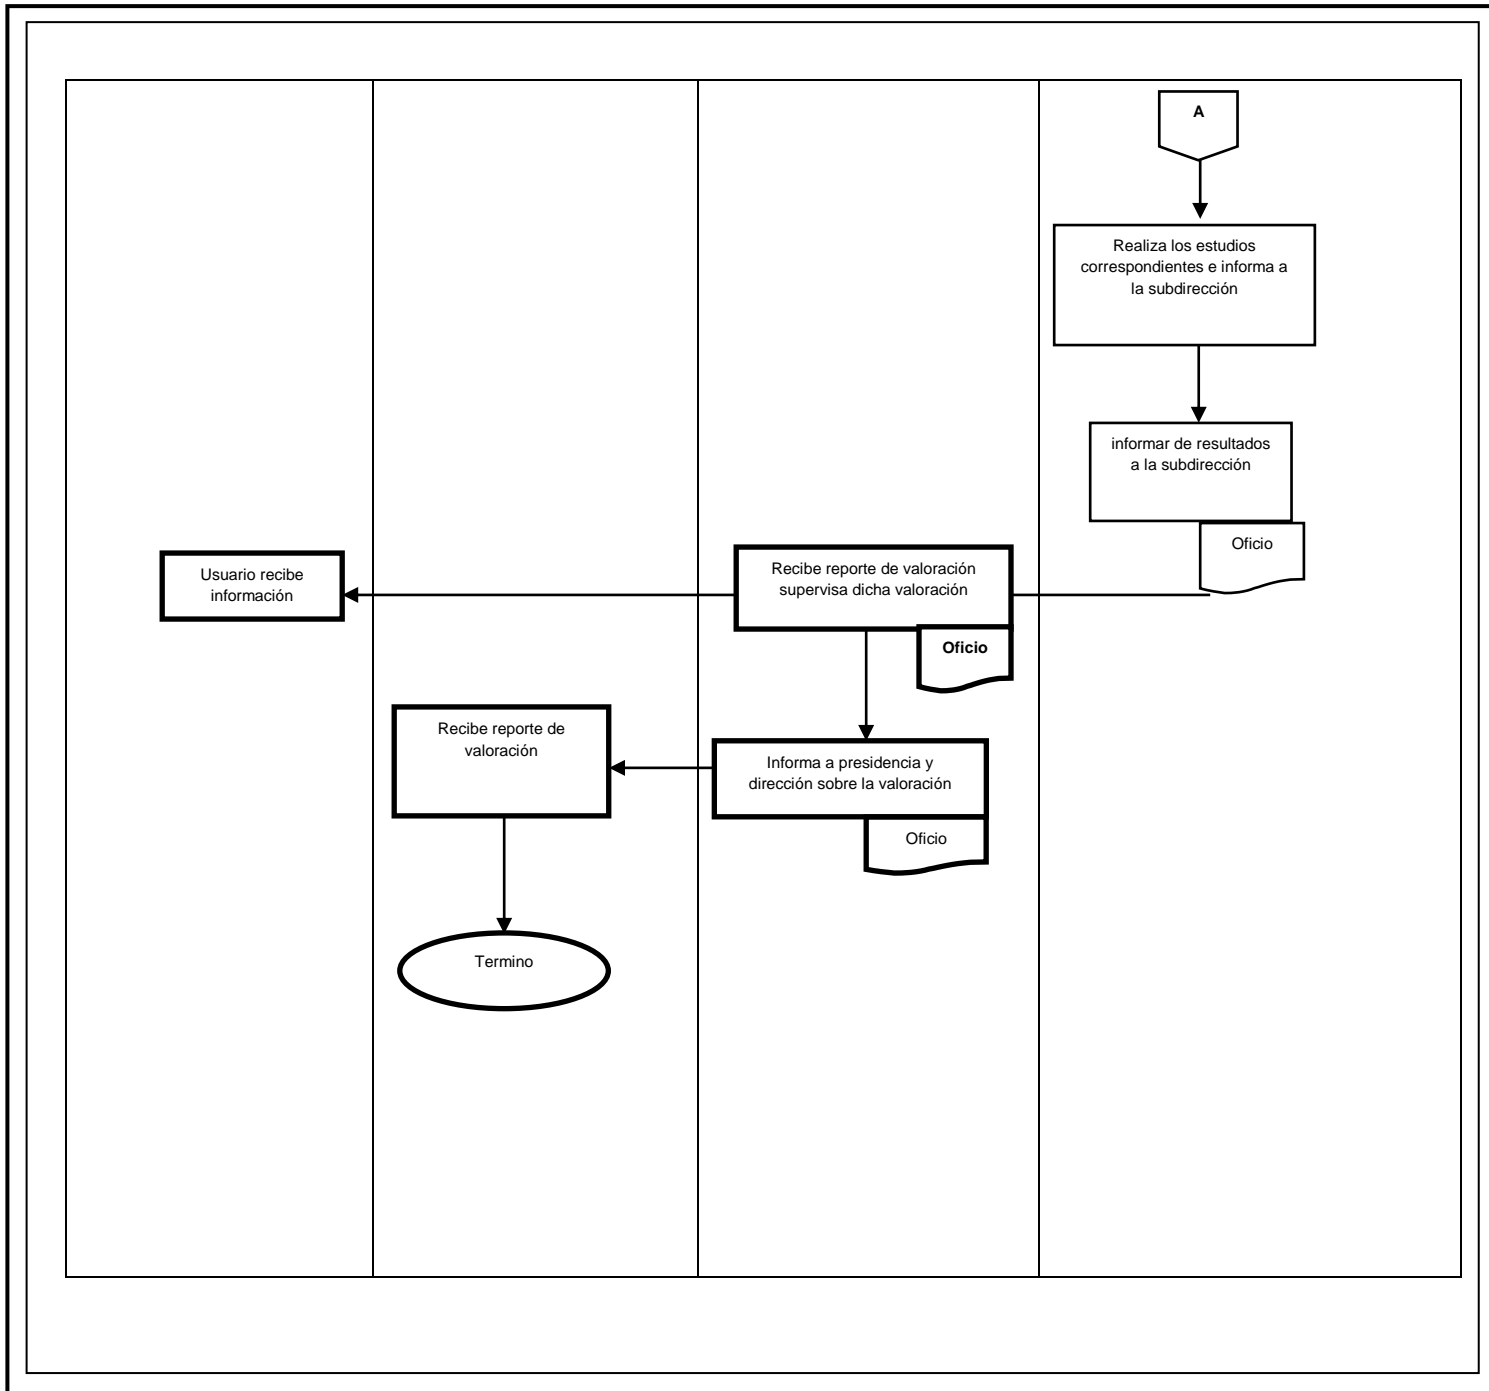 A
Realiza los estudios
correspondientes e informa a
la subdirección
informar de resultados
a la subdirección
Oficio
Recibe reporte de valoración
supervisa dicha valoración
Oficio
Usuario recibe
información
Informa a presidencia y
dirección sobre la valoración
Oficio
Recibe reporte de
valoración
Termino